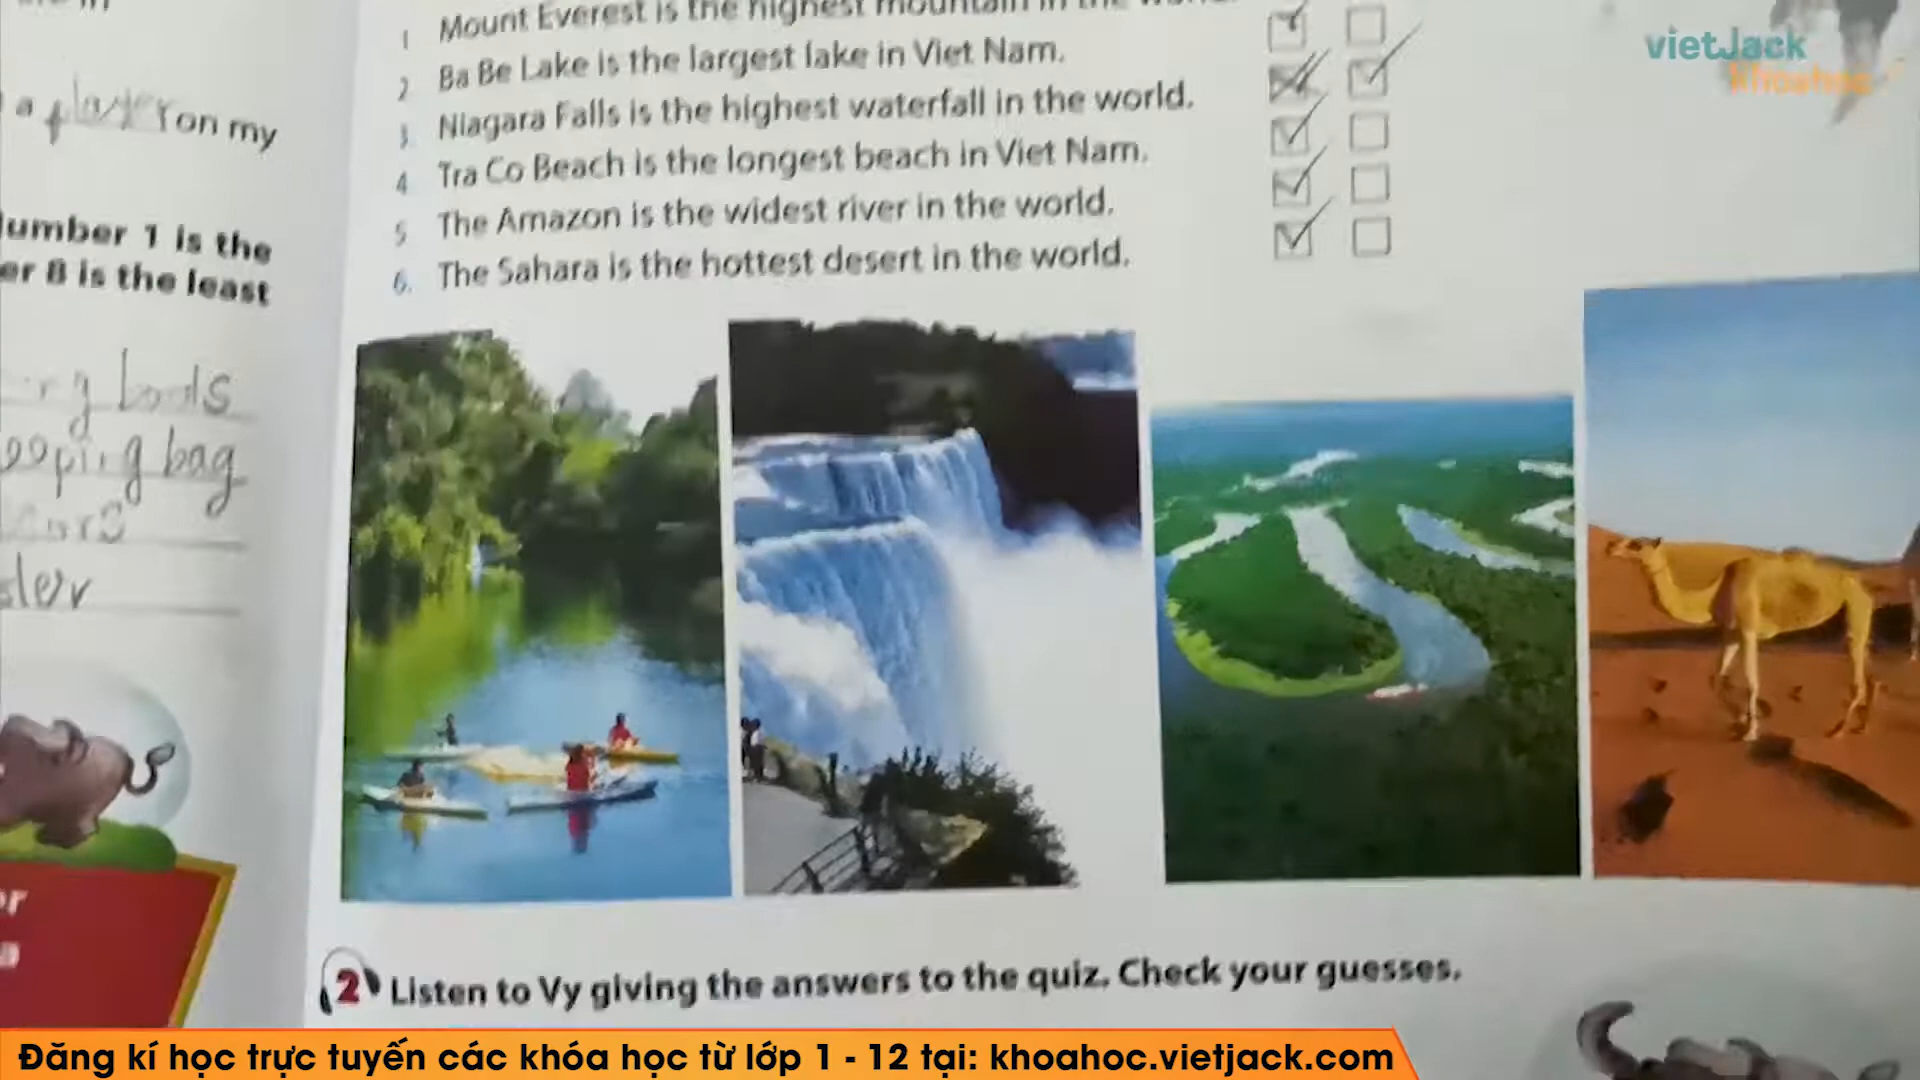 a player on my
umber 1 is the
er 8 is the least
bag
1 Mount Everest is the highest mountain in the
2 Ba Be Lake is the largest lake in Viet Nam.
3 Niagara Falls is the highest waterfall in the world.
4 Tra Co Beach is the longest beach in Viet Nam.
5 The Amazon is the widest river in the world.
6. The Sahara is the hottest desert in the world.
2 Listen to Vy giving the answers to the quiz. Check your guesses.
vietJack
khoahoc
Đăng kí học trực tuyến các khóa học từ lớp 1 - 12 tại: khoahoc.vietjack.com